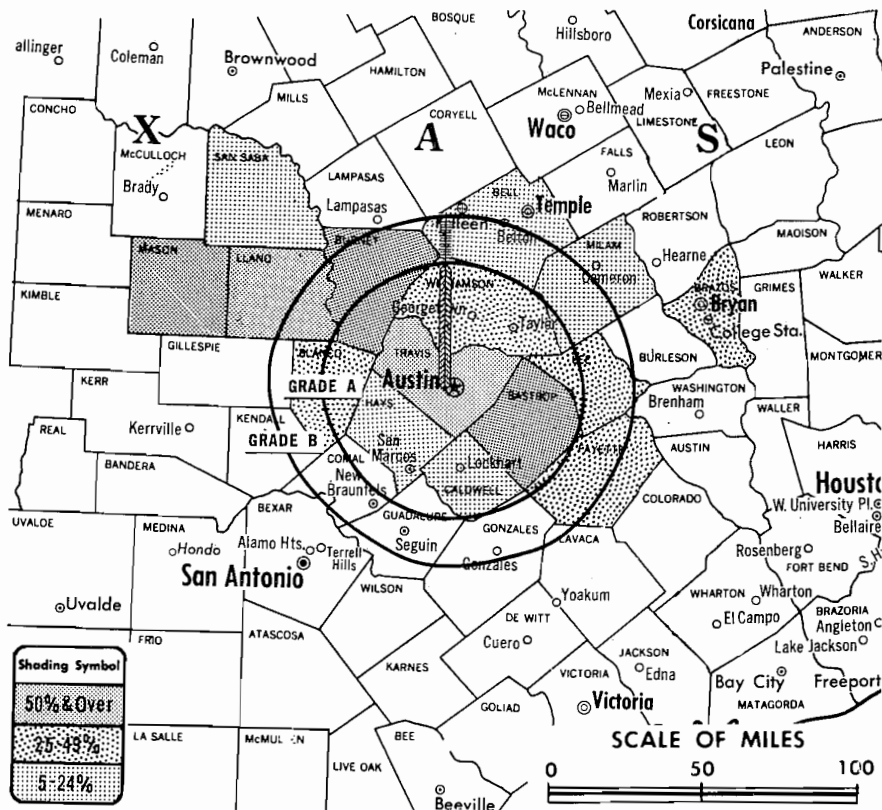 BOSQUE
Hillsboro
Corsicana
ANDERSON
allinger
Coleman
Brownwood
HAMILTON
Palestine
MILLS
McLENNAN
Bellmead
Mexia
FREESTONE
CONCHO
X
A
CORYELL
Waco
LIMESTONE
S
McCULLOCH
SAN SABA
LEON
Brady
LAMPASAS
FALLS
Marlin
Lampasas
BELL
Temple
ROBERTSON
MENARD
Killeen
Belton
MILAM
MADISON
MASON
LLANO
BURNET
Cameron
Hearne
WALKER
KIMBLE
WILLIAMSON
BRAZOS
GRIMES
Georget'wn
Taylor
Bryan
College Sta.
GILLESPIE
BLANCO
TRAVIS
LEE
BURLESON
MONTGOMER
KERR
GRADE A
Austin
BASTROP
WASHINGTON
HAYS
Brenham
WALLER
REAL
Kerrville
KENDALL
GRADE B
San
Marcos
FAYETTE
AUSTIN
HARRIS
BANDERA
COMAL
New
Braunfels
Lockhart
CALDWELL
Housto
BEXAR
GUADALUPE
GONZALES
COLORADO
W. University Pl.
UVALDE
MEDINA
Seguin
LAVACA
Bellaire
Hondo
Alamo Hts.
Terrell
Hills
Gonzales
Rosenberg
San Antonio
FORT BEND
S.H
WILSON
Yoakum
WHARTON
Wharton
Uvalde
DE WITT
El Campo
BRAZORIA
FRIO
ATASCOSA
Cuero
Angleton
JACKSON
Lake Jackson
Shading Symbol
KARNES
VICTORIA
Edna
Bay City
Freeport
50% & Over
GOLIAD
Victoria
MATAGORDA
25-49%
LA SALLE
McMULLEN
BEE
SCALE OF MILES
5-24%
LIVE OAK
0 50 100
Beeville